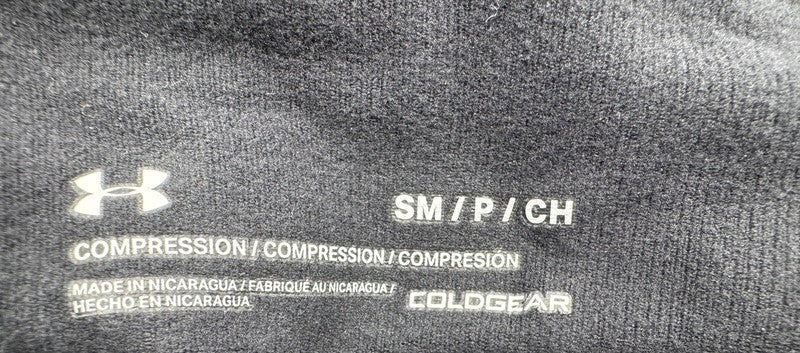 SM / P / CH
COMPRESSION / COMPRESSION / COMPRESIÓN
MADE IN NICARAGUA / FABRIQUÉ AU NICARAGUA /
HECHO EN NICARAGUA
COLDGEAR